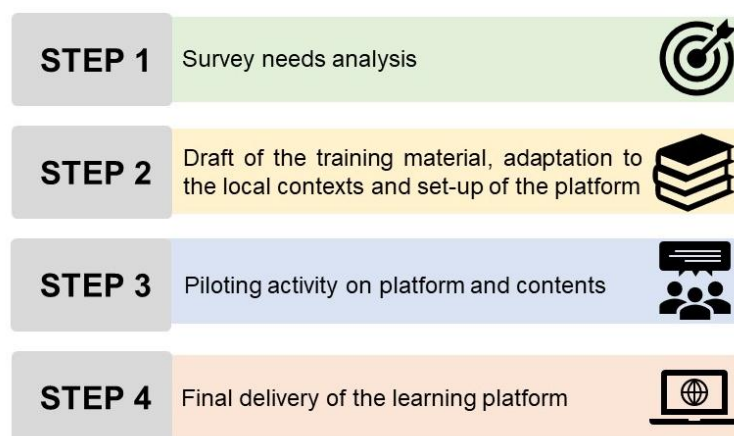 STEP 1
Survey needs analysis
STEP 2
Draft of the training material, adaptation to
the local contexts and set-up of the platform
STEP 3
Piloting activity on platform and contents
STEP 4
Final delivery of the learning platform